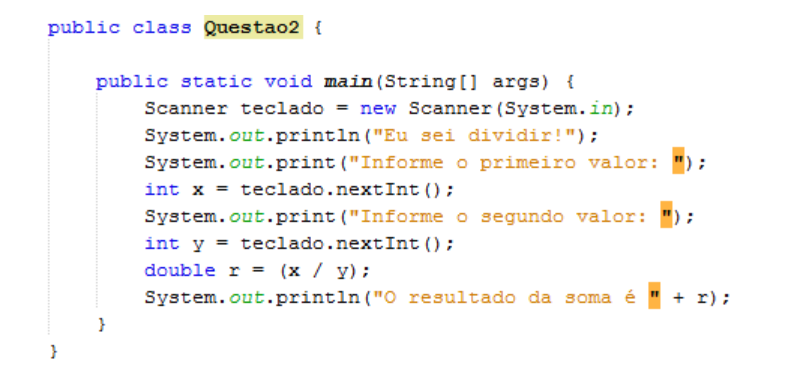 public class Questao2 {
public static void main(String[] args) {
Scanner teclado = new Scanner(System.in);
System.out.println("Eu sei dividir!");
System.out.print("Informe o primeiro valor: ");
int x = teclado.nextInt();
System.out.print("Informe o segundo valor: ");
int y = teclado.nextInt();
double r = (x / y);
System.out.println("O resultado da soma é " + r);
}
}